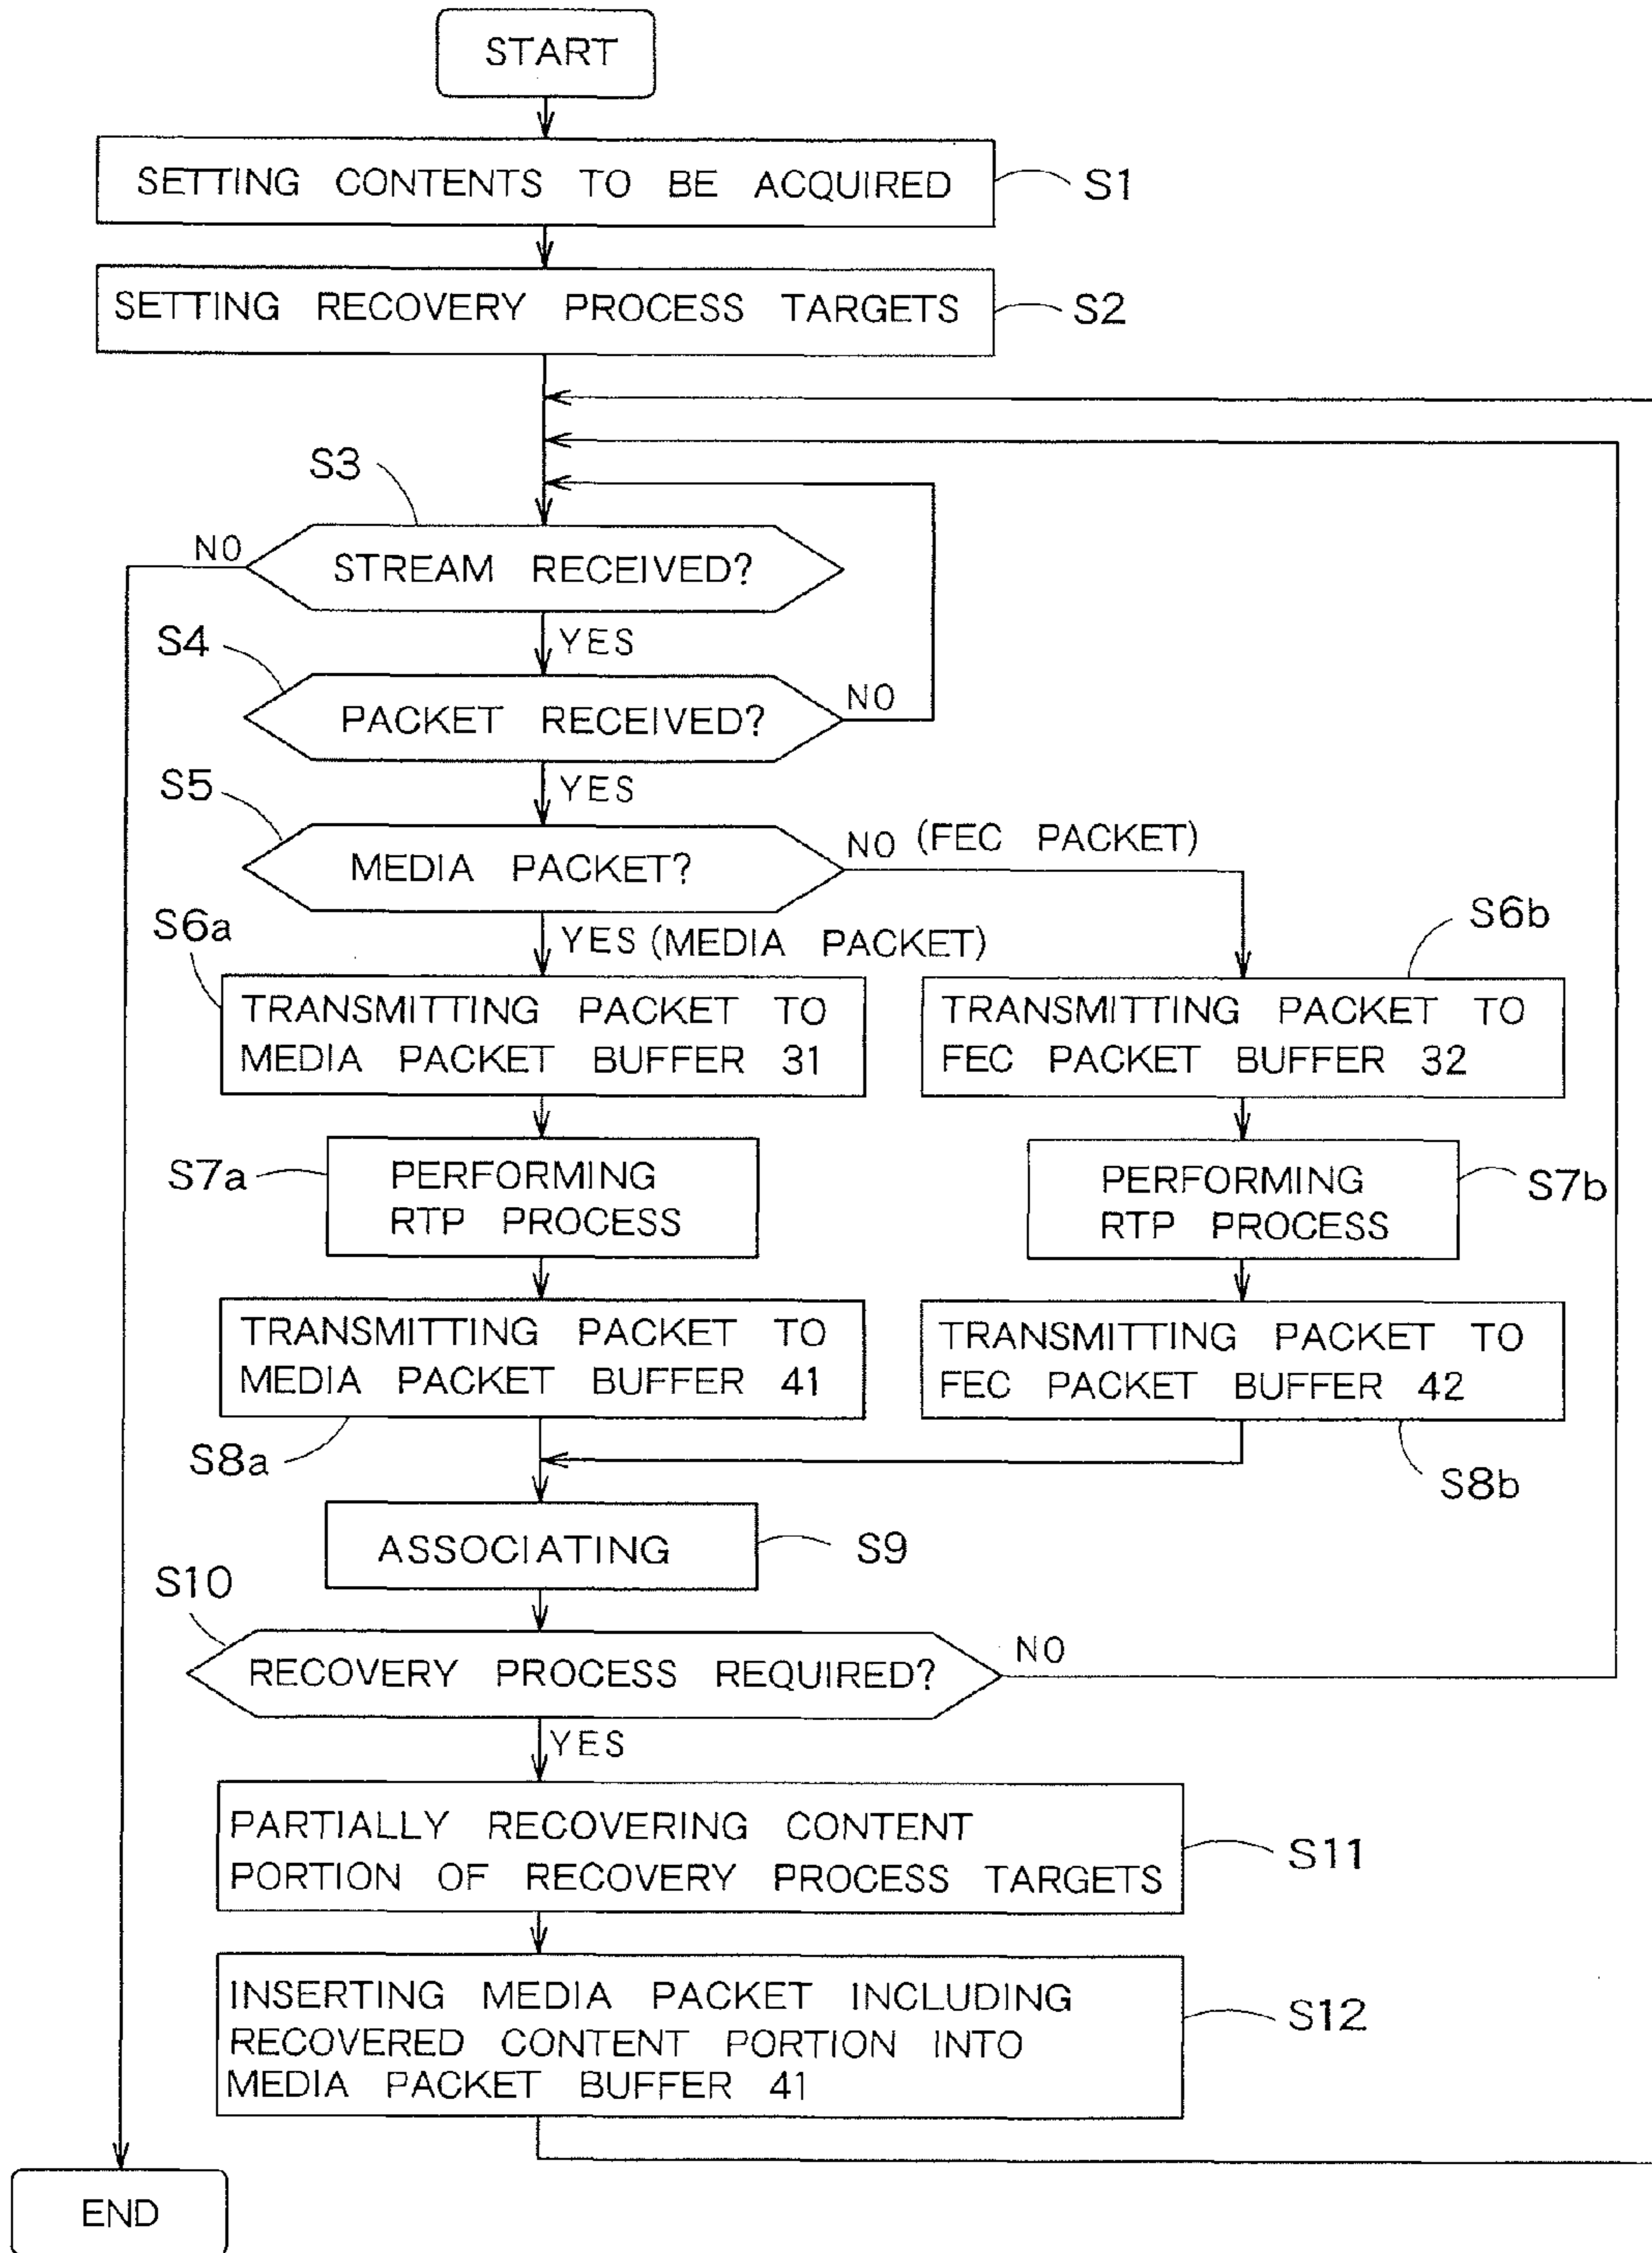 START
SETTING CONTENTS TO BE ACQUIRED
S1
SETTING RECOVERY PROCESS TARGETS
S2
S3
NO
STREAM RECEIVED?
YES
S4
PACKET RECEIVED?
NO
YES
S5
MEDIA PACKET?
NO (FEC PACKET)
YES (MEDIA PACKET)
S6a
TRANSMITTING PACKET TO
MEDIA PACKET BUFFER 31
S6b
TRANSMITTING PACKET TO
FEC PACKET BUFFER 32
S7a
PERFORMING
RTP PROCESS
PERFORMING
RTP PROCESS
S7b
TRANSMITTING PACKET TO
MEDIA PACKET BUFFER 41
S8a
TRANSMITTING PACKET TO
FEC PACKET BUFFER 42
S8b
ASSOCIATING
S9
S10
RECOVERY PROCESS REQUIRED?
NO
YES
PARTIALLY RECOVERING CONTENT
PORTION OF RECOVERY PROCESS TARGETS
S11
INSERTING MEDIA PACKET INCLUDING
RECOVERED CONTENT PORTION INTO
MEDIA PACKET BUFFER 41
S12
END